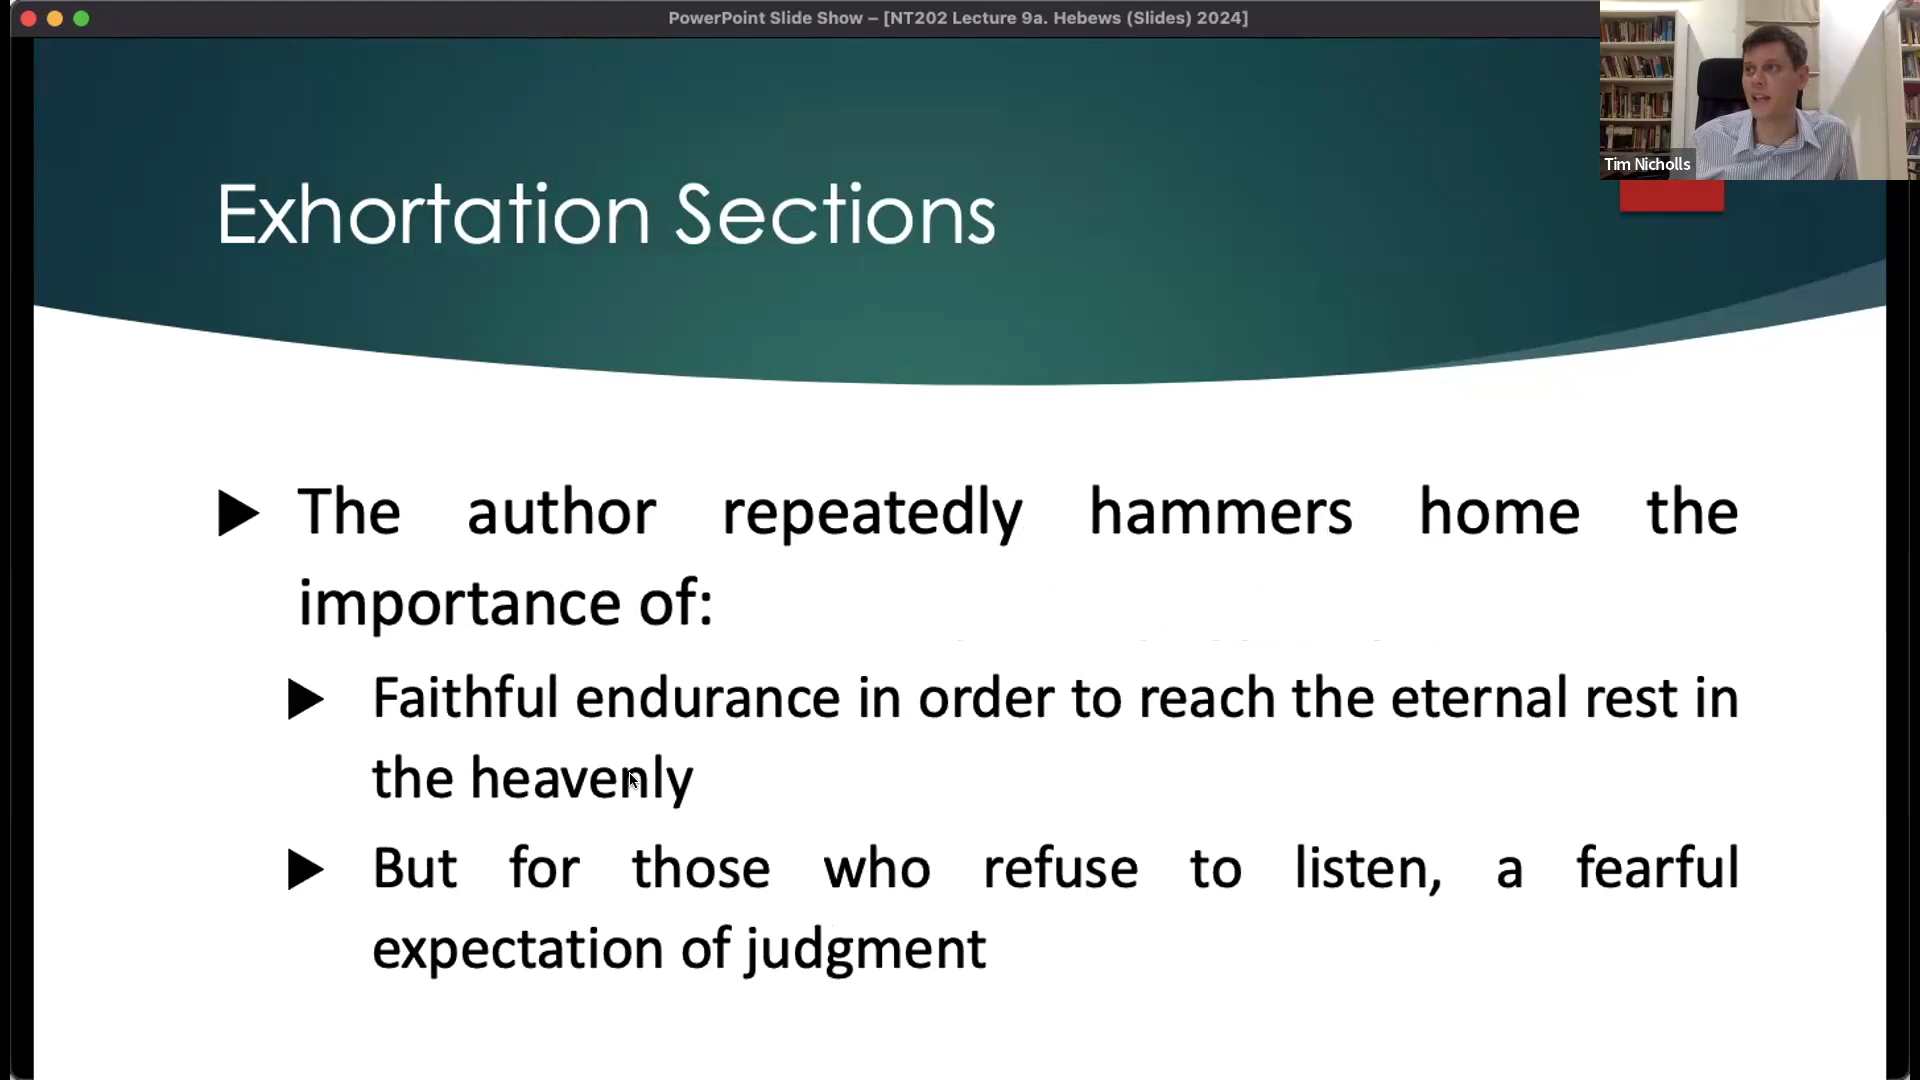 PowerPoint Slide Show – [NT202 Lecture 9a. Hebews (Slides) 2024]
Tim Nicholls
Exhortation Sections
The author repeatedly hammers home the
importance of:
Faithful endurance in order to reach the eternal rest in
the heavenly
But for those who refuse to listen, a fearful
expectation of judgment